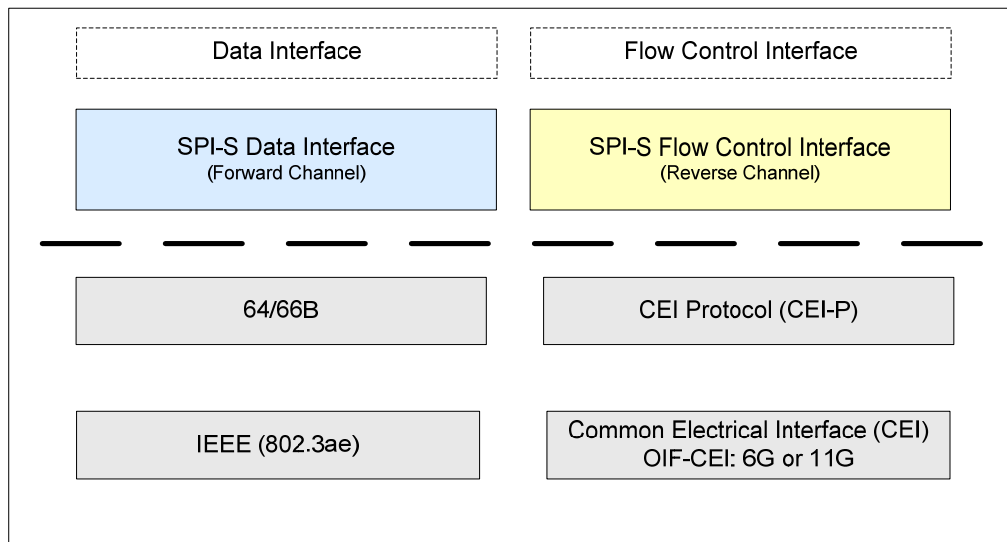 Data Interface
Flow Control Interface
SPI-S Data Interface
(Forward Channel)
SPI-S Flow Control Interface
(Reverse Channel)
64/66B
CEI Protocol (CEI-P)
IEEE (802.3ae)
Common Electrical Interface (CEI)
OIF-CEI: 6G or 11G